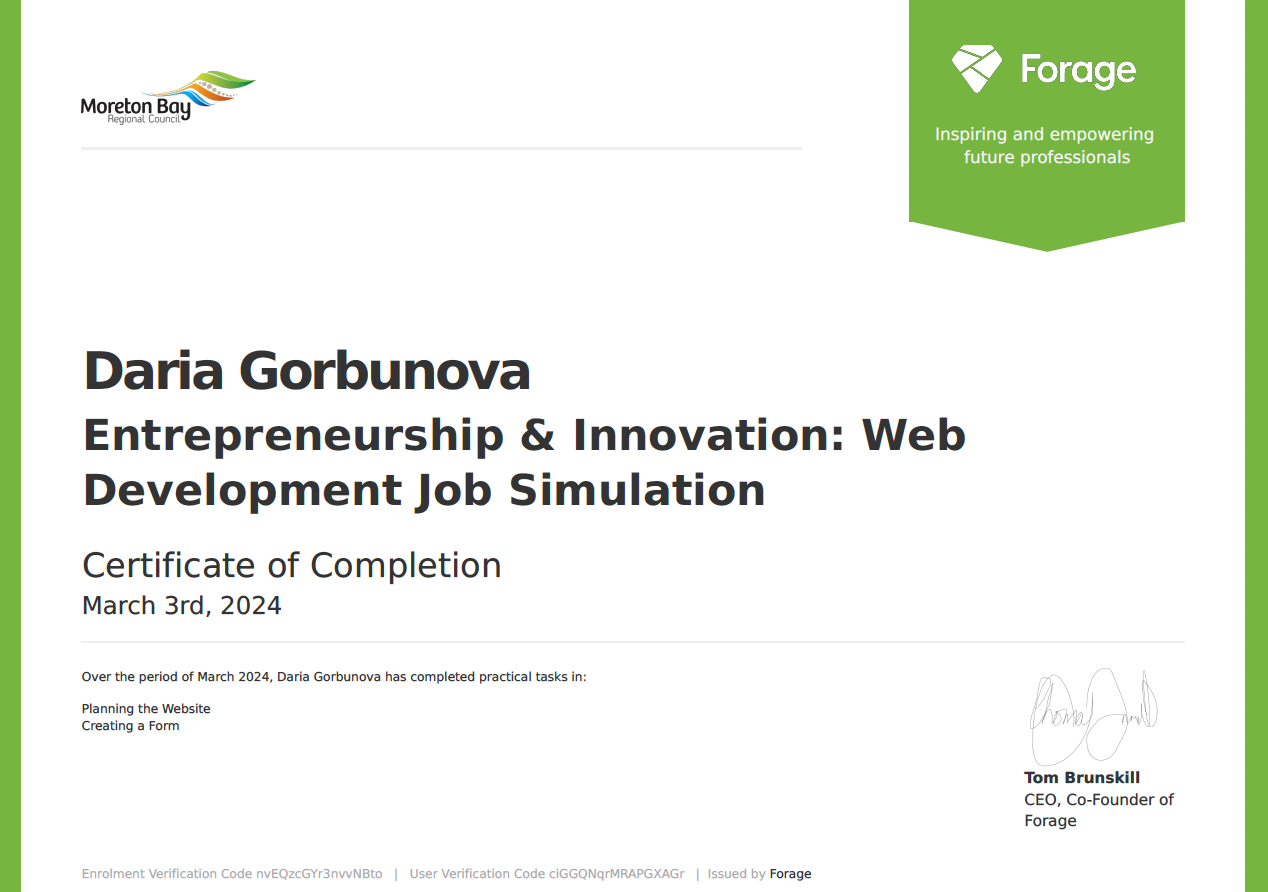 Moreton Bay
Regional Council
Forage
Inspiring and empowering
future professionals
Daria Gorbunova
Entrepreneurship & Innovation: Web
Development Job Simulation
Certificate of Completion
March 3rd, 2024
Over the period of March 2024, Daria Gorbunova has completed practical tasks in:
Planning the Website
Creating a Form
Tom Brunskill
CEO, Co-Founder of
Forage
Enrolment Verification Code nvEQzcGYr3nvvNBto | User Verification Code ciGGQNqrMRAPGXAGr | Issued by Forage